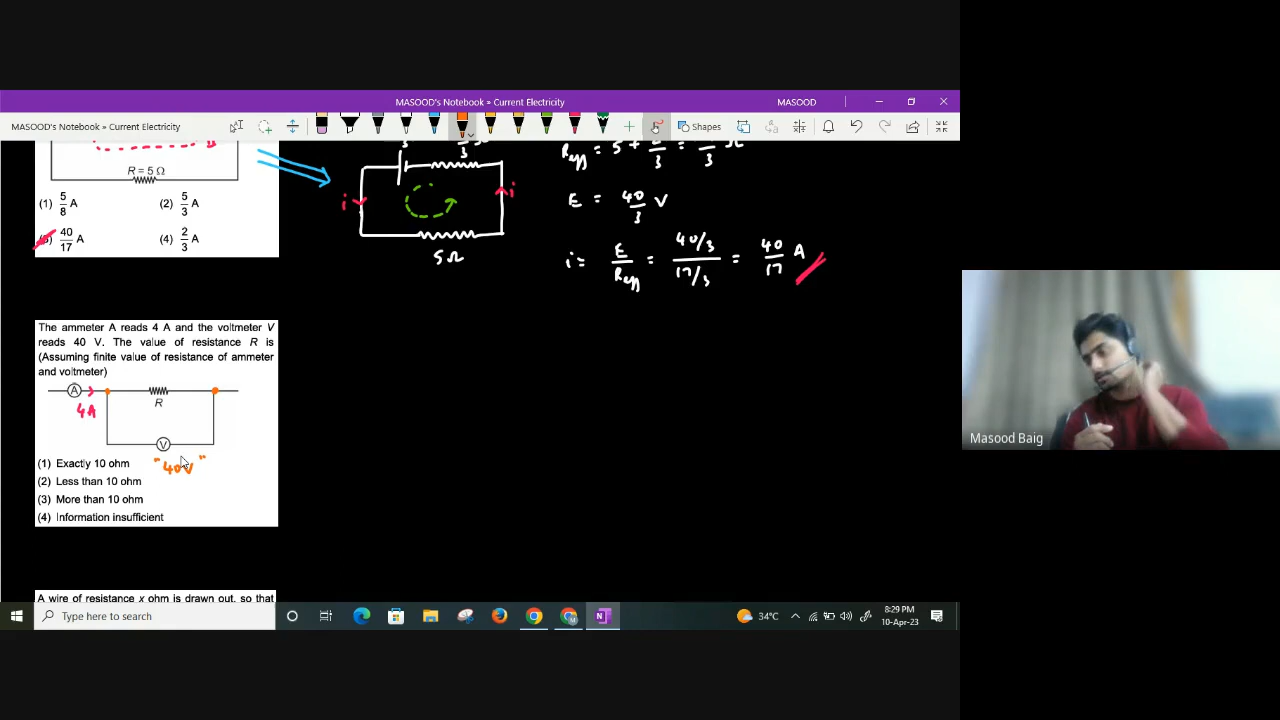 MASOOD's Notebook » Current Electricity
MASOOD
MASOOD's Notebook » Current Electricity
Shapes
R = 5 Ω
(1) 5/8 A
(2) 5/3 A
40/17 A
(4) 2/3 A
i
i
5Ω
E = 40/3 V
i = E/Reff = 40/3 / 17/3 = 40/17 A
The ammeter A reads 4 A and the voltmeter V
reads 40 V. The value of resistance R is
(Assuming finite value of resistance of ammeter
and voltmeter)
A
4A
R
V
"40V"
(1) Exactly 10 ohm
(2) Less than 10 ohm
(3) More than 10 ohm
(4) Information insufficient
A wire of resistance x ohm is drawn out, so that
Masood Baig
Type here to search
34°C
8:29 PM
10-Apr-23